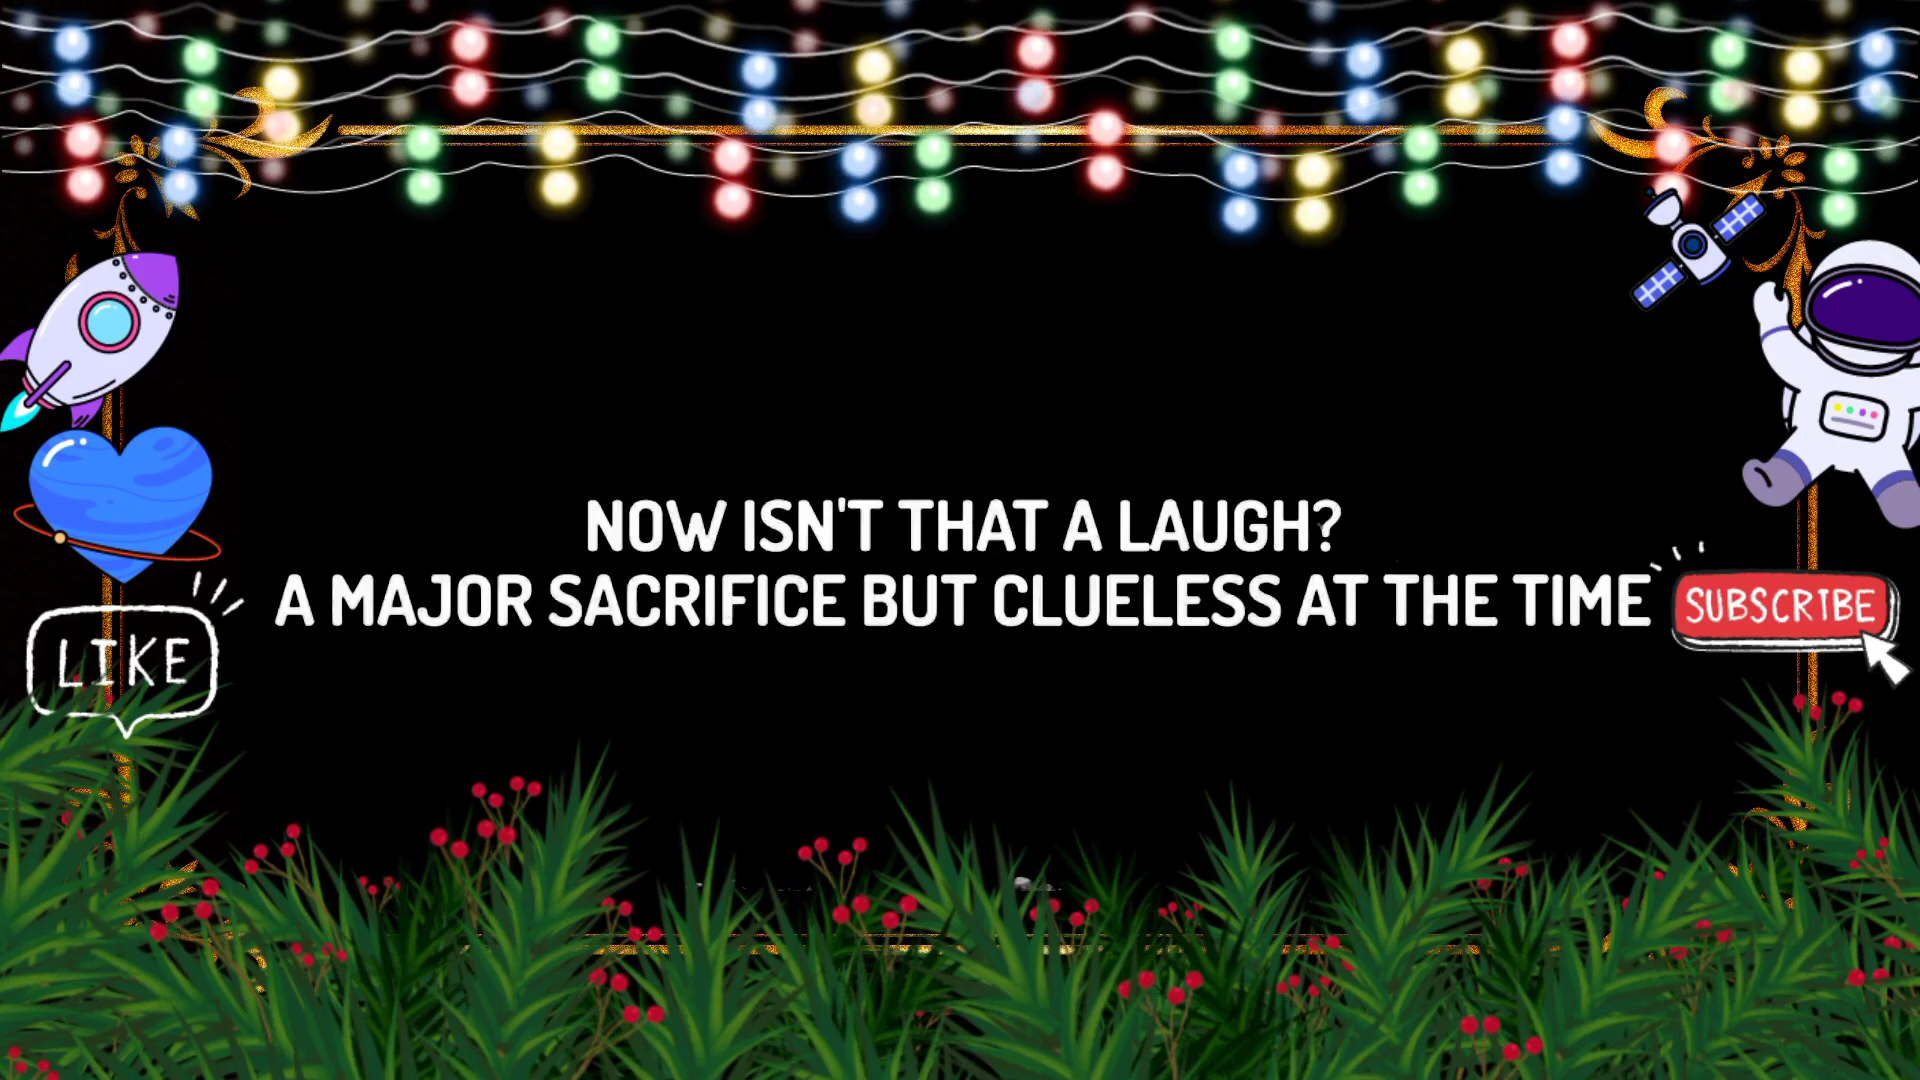 NOW ISN'T THAT A LAUGH?
A MAJOR SACRIFICE BUT CLUELESS AT THE TIME
SUBSCRIBE
LIKE